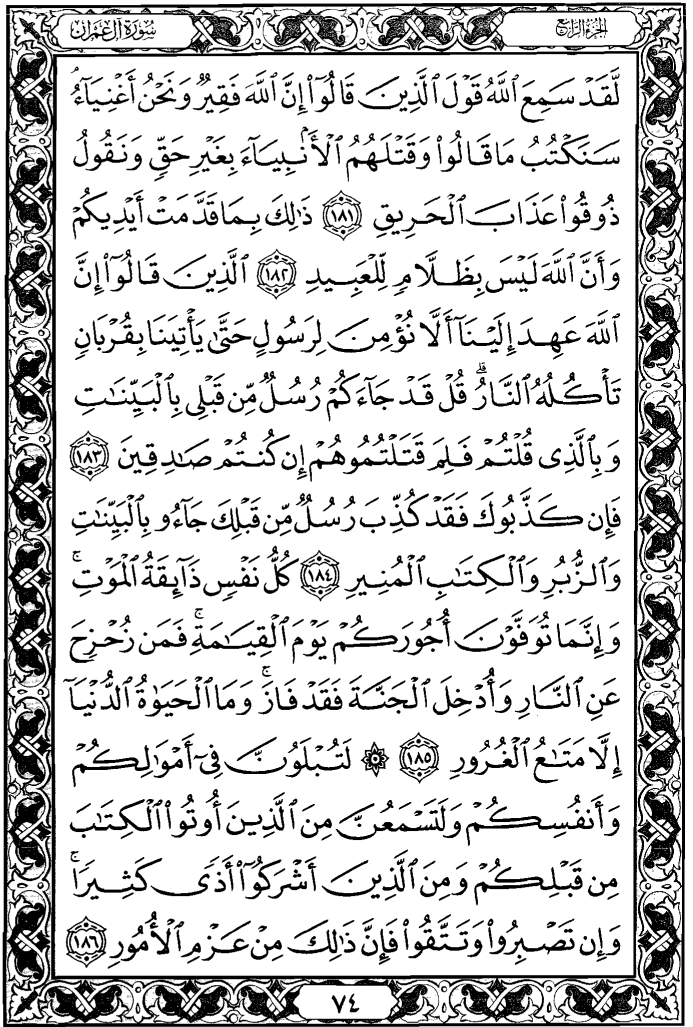 الجزء الرابع
سورة آل عمران
لَّقَدْ سَمِعَ ٱللَّهُ قَوْلَ ٱلَّذِينَ قَالُوٓا۟ إِنَّ ٱللَّهَ فَقِيرٌ وَنَحْنُ أَغْنِيَآءُ ۘ
سَنَكْتُبُ مَا قَالُوا۟ وَقَتْلَهُمُ ٱلْأَنۢبِيَآءَ بِغَيْرِ حَقٍّ وَنَقُولُ
ذُوقُوا۟ عَذَابَ ٱلْحَرِيقِ ١٨١ ذَٰلِكَ بِمَا قَدَّمَتْ أَيْدِيكُمْ
وَأَنَّ ٱللَّهَ لَيْسَ بِظَلَّامٍ لِّلْعَبِيدِ ١٨٢ ٱلَّذِينَ قَالُوٓا۟ إِنَّ
ٱللَّهَ عَهِدَ إِلَيْنَآ أَلَّا نُؤْمِنَ لِرَسُولٍ حَتَّىٰ يَأْتِيَنَا بِقُرْبَانٍ
تَأْكُلُهُ ٱلنَّارُ ۗ قُلْ قَدْ جَآءَكُمْ رُسُلٌ مِّن قَبْلِى بِٱلْبَيِّنَٰتِ
وَبِٱلَّذِى قُلْتُمْ فَلِمَ قَتَلْتُمُوهُمْ إِن كُنتُمْ صَٰدِقِينَ ١٨٣
فَإِن كَذَّبُوكَ فَقَدْ كُذِّبَ رُسُلٌ مِّن قَبْلِكَ جَآءُو بِٱلْبَيِّنَٰتِ
وَٱلزُّبُرِ وَٱلْكِتَٰبِ ٱلْمُنِيرِ ١٨٤ كُلُّ نَفْسٍ ذَآئِقَةُ ٱلْمَوْتِ ۗ
وَإِنَّمَا تُوَفَّوْنَ أُجُورَكُمْ يَوْمَ ٱلْقِيَٰمَةِ ۖ فَمَن زُحْزِحَ
عَنِ ٱلنَّارِ وَأُدْخِلَ ٱلْجَنَّةَ فَقَدْ فَازَ ۗ وَمَا ٱلْحَيَوٰةُ ٱلدُّنْيَآ
إِلَّا مَتَٰعُ ٱلْغُرُورِ ١٨٥ ۞ لَتُبْلَوُنَّ فِىٓ أَمْوَٰلِكُمْ
وَأَنفُسِكُمْ وَلَتَسْمَعُنَّ مِنَ ٱلَّذِينَ أُوتُوا۟ ٱلْكِتَٰبَ
مِن قَبْلِكُمْ وَمِنَ ٱلَّذِينَ أَشْرَكُوٓا۟ أَذًى كَثِيرًا ۚ
وَإِن تَصْبِرُوا۟ وَتَتَّقُوا۟ فَإِنَّ ذَٰلِكَ مِنْ عَزْمِ ٱلْأُمُورِ ١٨٦
٧٤